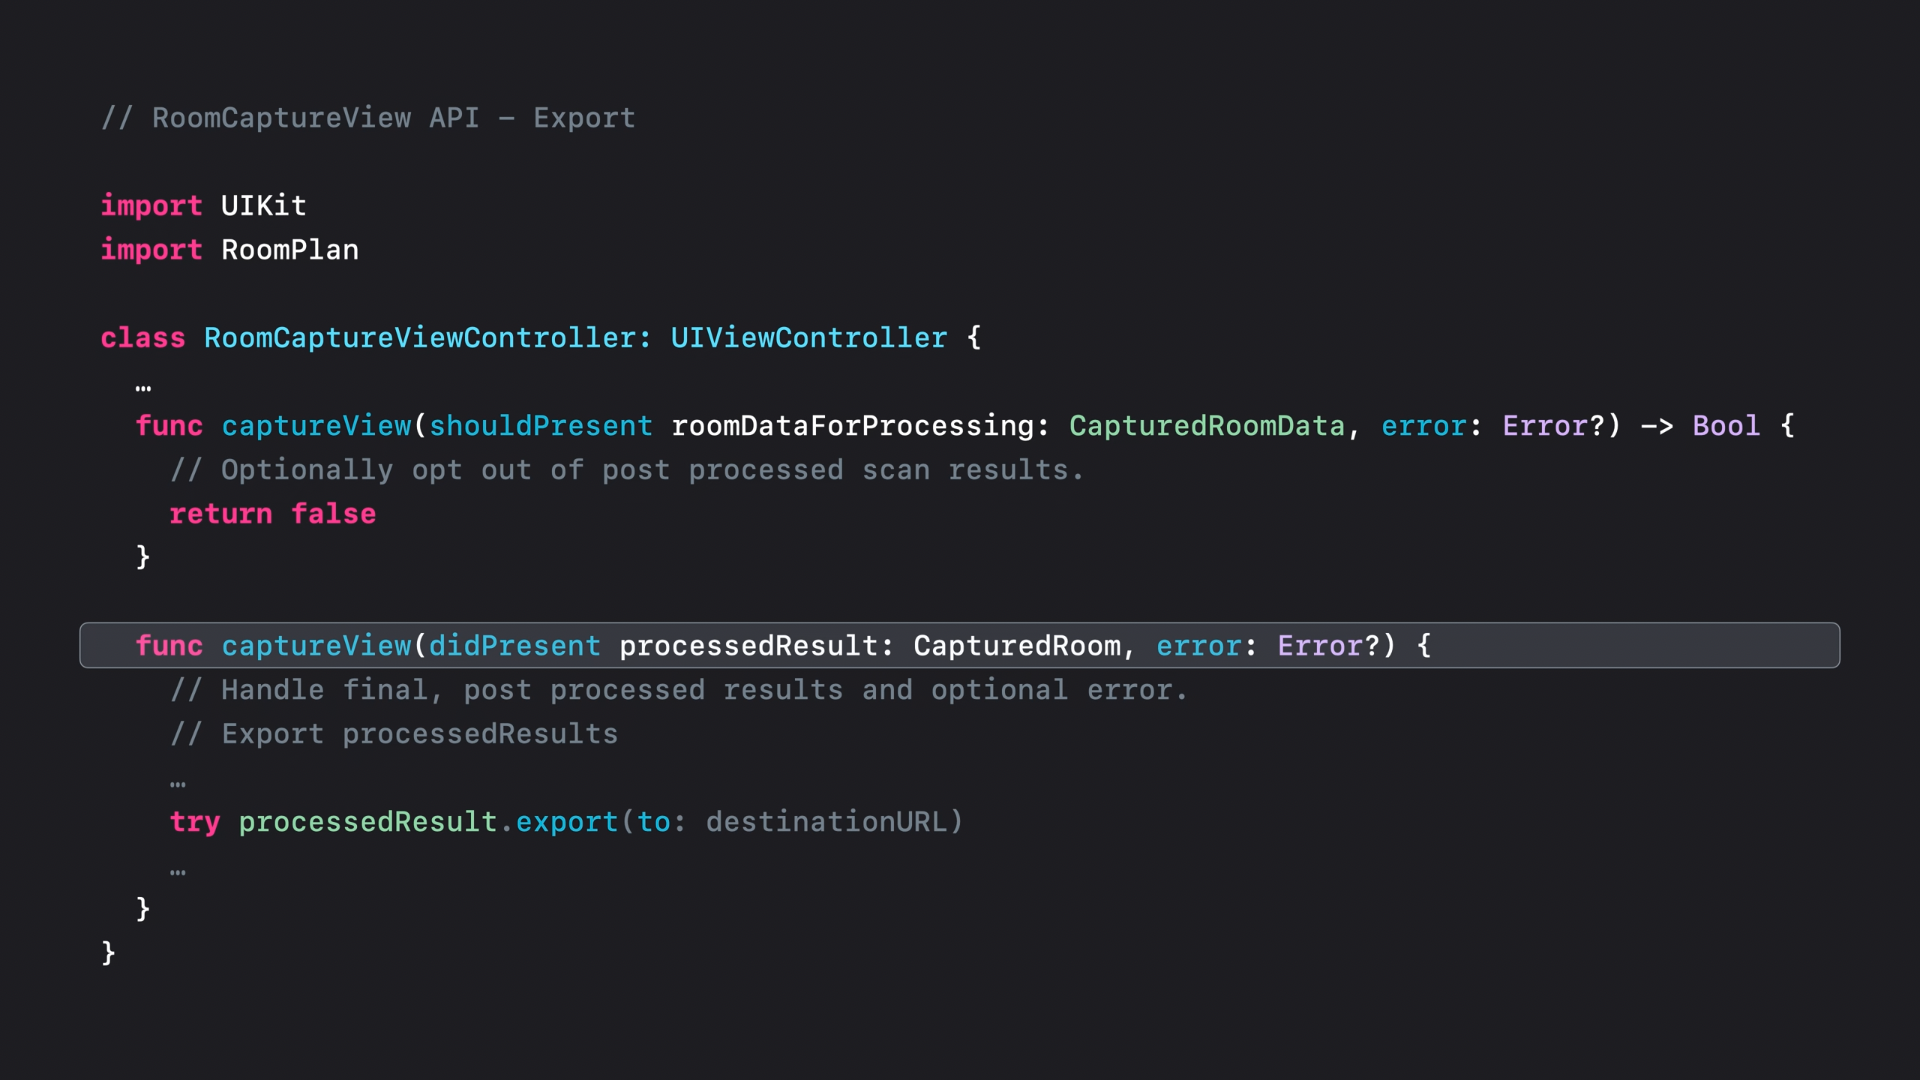 // RoomCaptureView API – Export
import UIKit
import RoomPlan
class RoomCaptureViewController: UIViewController {
…
func captureView(shouldPresent roomDataForProcessing: CapturedRoomData, error: Error?) -> Bool {
// Optionally opt out of post processed scan results.
return false
}
func captureView(didPresent processedResult: CapturedRoom, error: Error?) {
// Handle final, post processed results and optional error.
// Export processedResults
…
try processedResult.export(to: destinationURL)
…
}
}